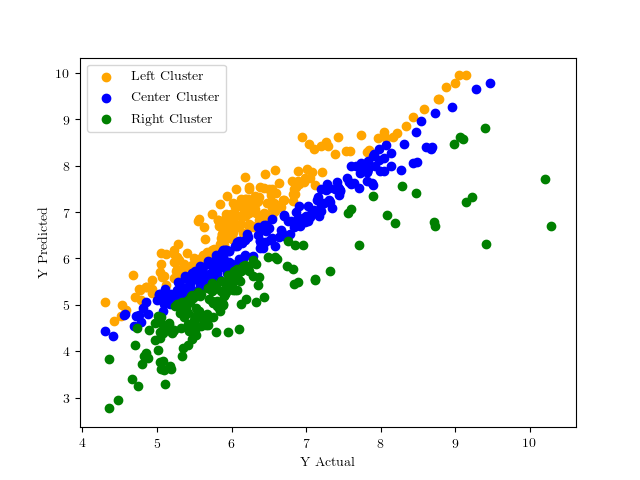 Left Cluster
Center Cluster
Right Cluster
10
9
8
7
6
5
4
3
Y Predicted
4 5 6 7 8 9 10
Y Actual